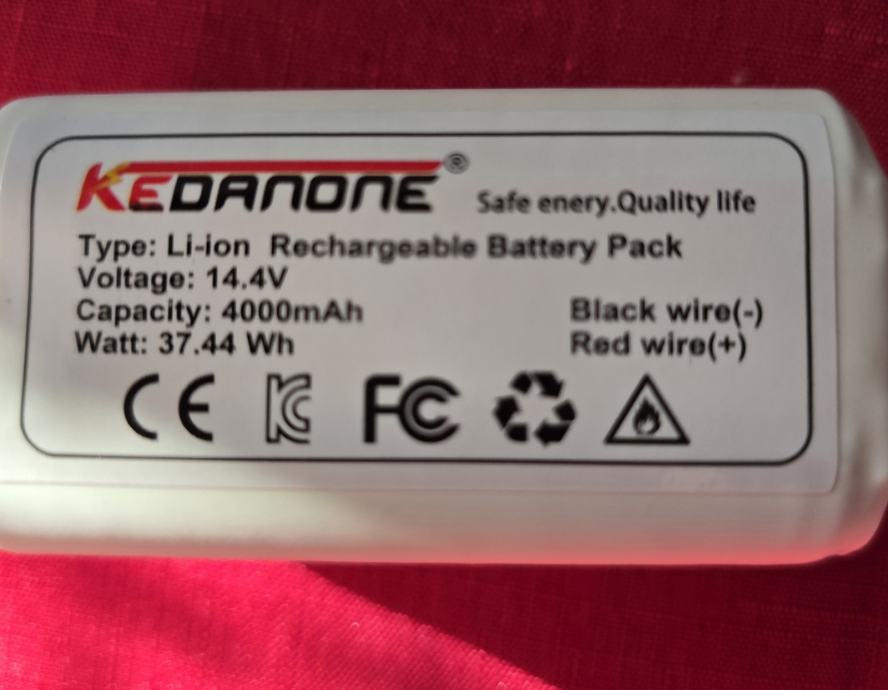 KEDANONE® Safe enery.Quality life
Type: Li-ion Rechargeable Battery Pack
Voltage: 14.4V
Capacity: 4000mAh Black wire(-)
Watt: 37.44 Wh Red wire(+)
CE KC FC